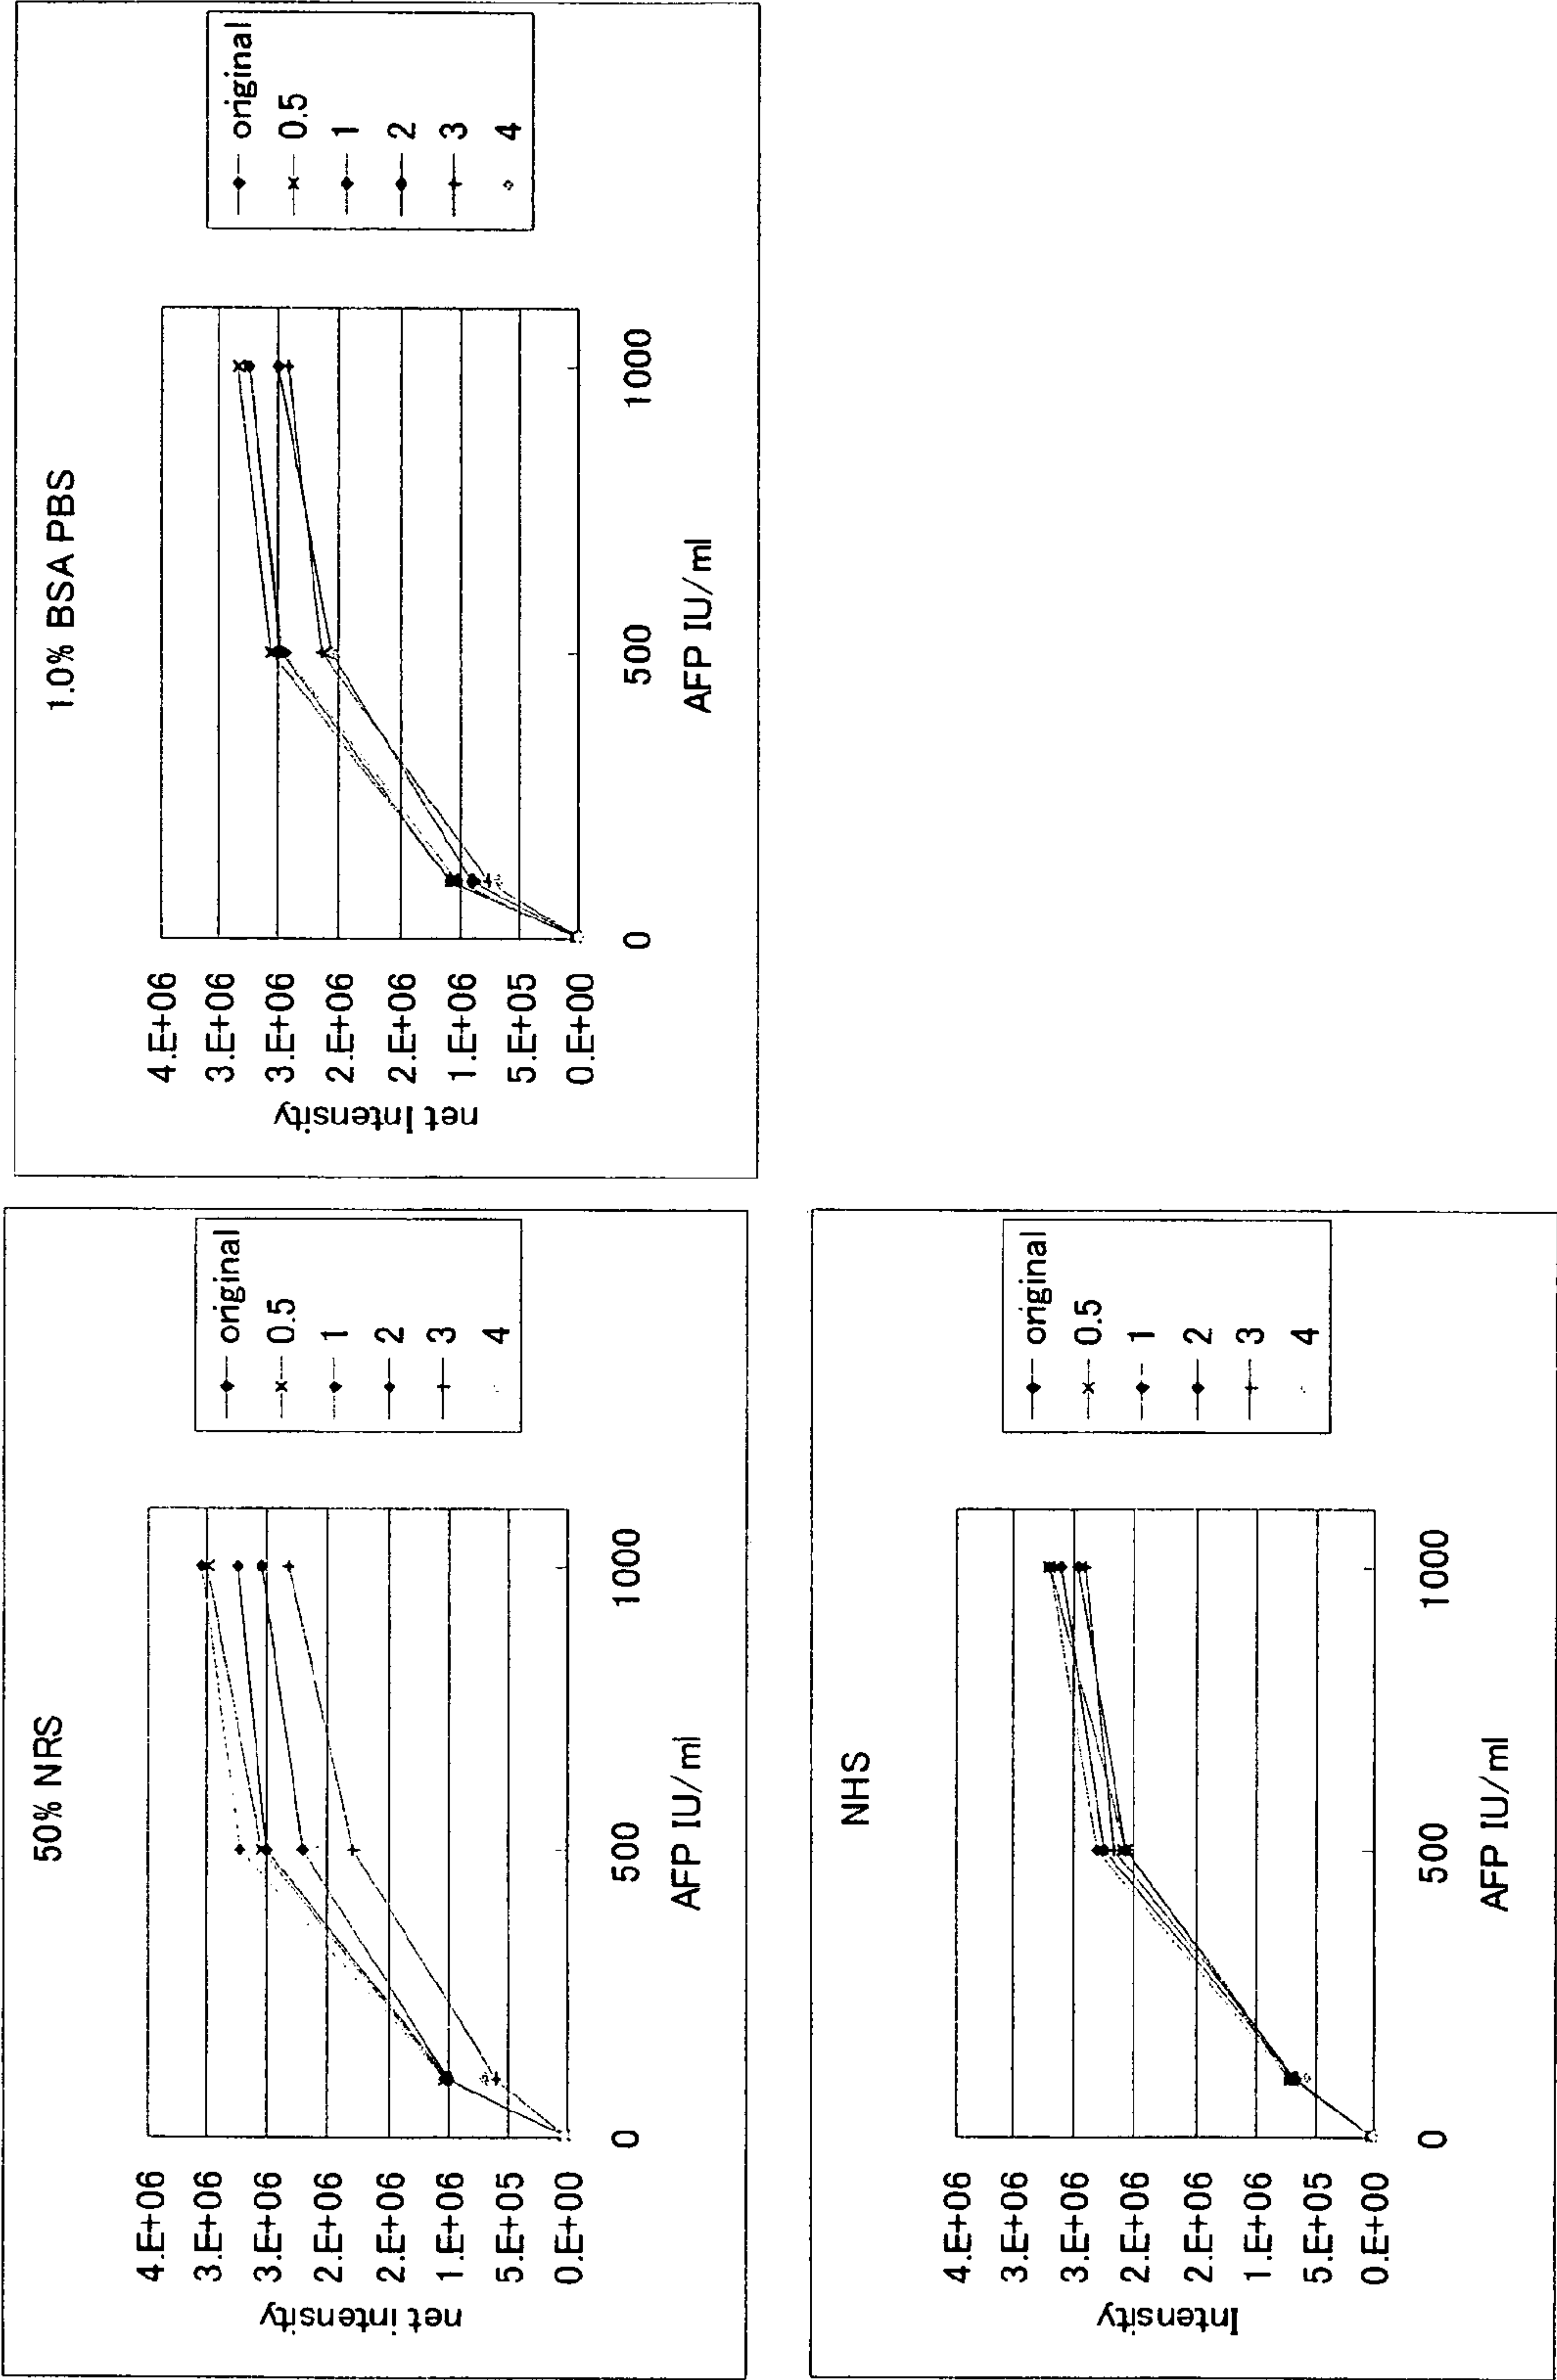 50% NRS
net intensity
4.E+06
3.E+06
3.E+06
2.E+06
2.E+06
1.E+06
5.E+05
0.E+00
0
500
1000
AFP IU/ml
original
0.5
1
2
3
4
1.0% BSA PBS
net Intensity
4.E+06
3.E+06
3.E+06
2.E+06
2.E+06
1.E+06
5.E+05
0.E+00
0
500
1000
AFP IU/ml
original
0.5
1
2
3
4
NHS
Intensity
4.E+06
3.E+06
3.E+06
2.E+06
2.E+06
1.E+06
5.E+05
0.E+00
0
500
1000
AFP IU/ml
original
0.5
1
2
3
4